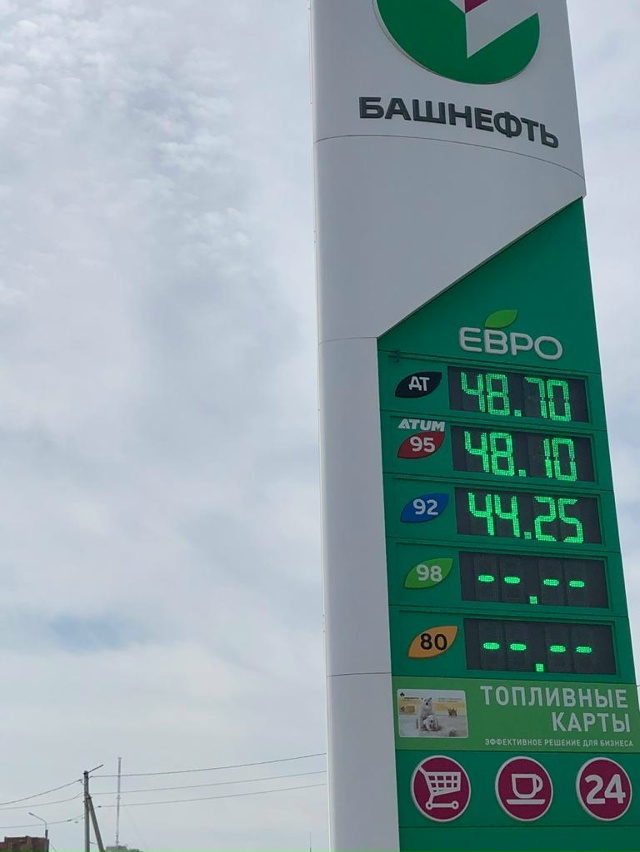 БАШНЕФТЬ
ЕВРО
ДТ 48.70
ATUM
95 48.10
92 44.25
98 --.--
80 --.--
ТОПЛИВНЫЕ
КАРТЫ
ЭФФЕКТИВНОЕ РЕШЕНИЕ ДЛЯ БИЗНЕСА
24